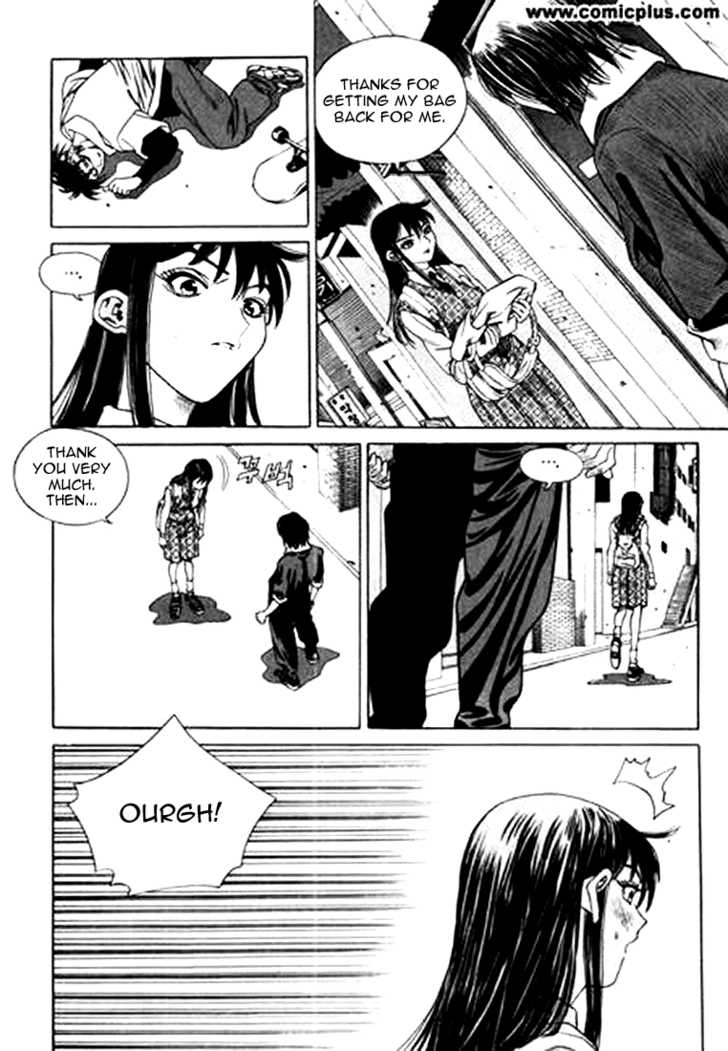 www.comicplus.com
THANKS FOR
GETTING MY BAG
BACK FOR ME.
...
THANK
YOU VERY
MUCH.
THEN...
꾸벅
...
OURGH!